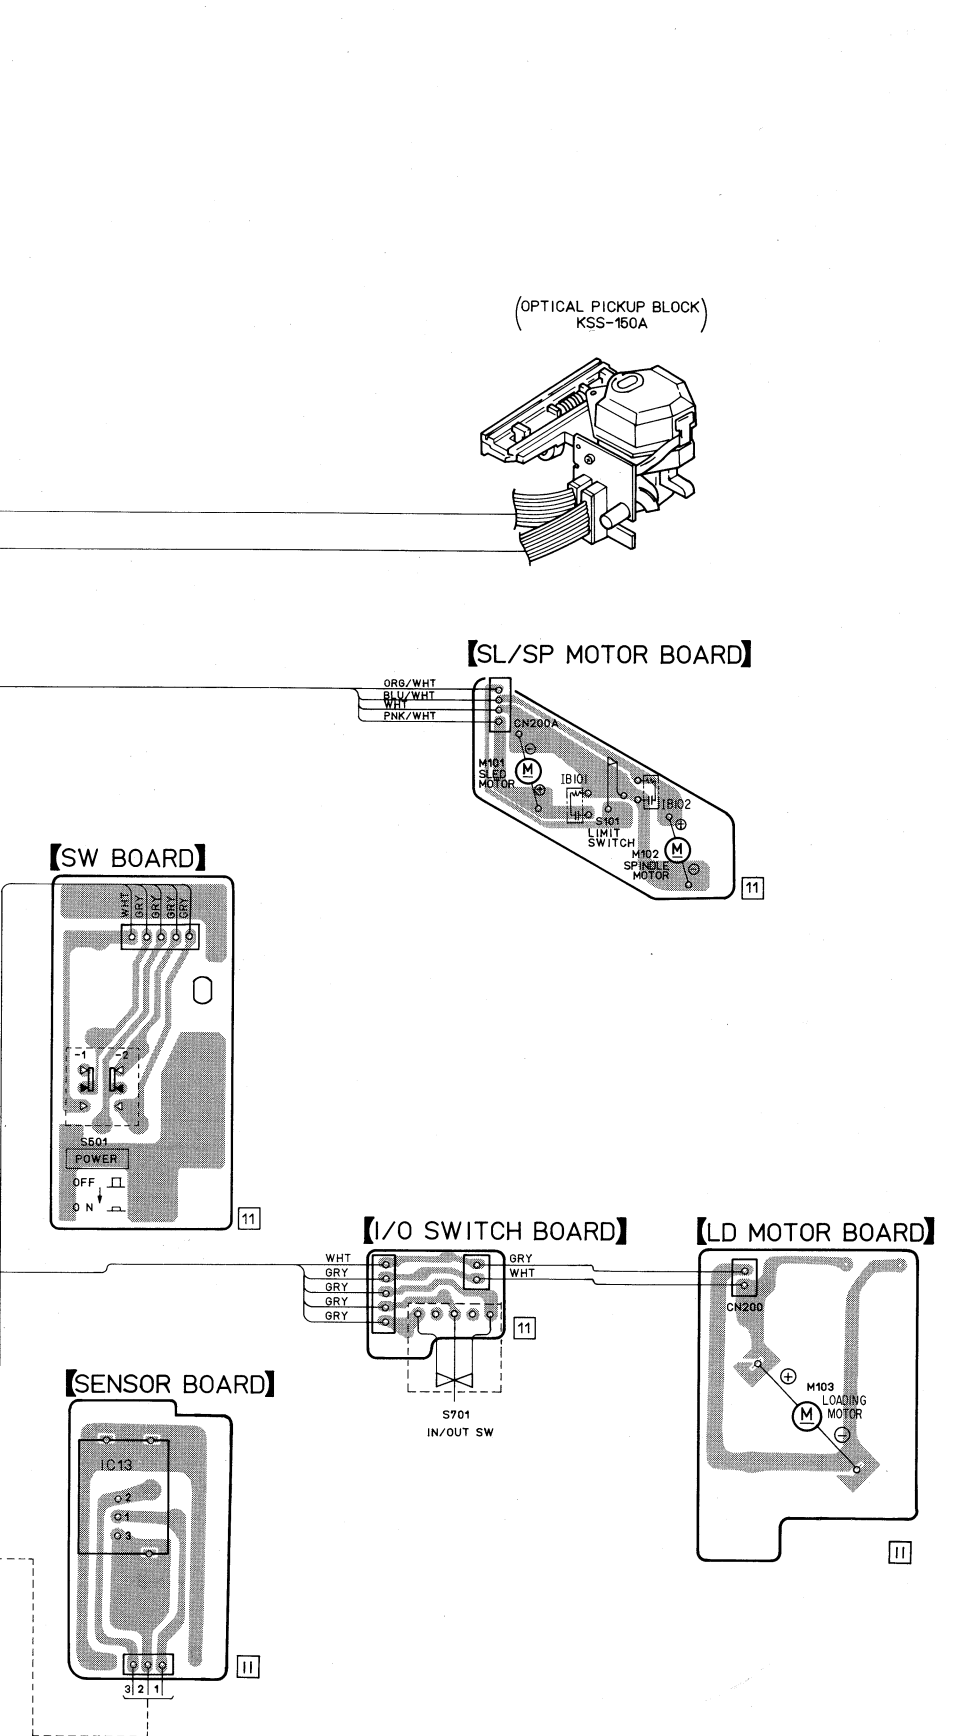 (OPTICAL PICKUP BLOCK)
KSS-150A
【SL/SP MOTOR BOARD】
ORG/WHT
BLU/WHT
WHT
PNK/WHT
CN200A
M101
SLED
MOTOR
⊖
M
⊕
IB101
S101
LIMIT
SWITCH
IB102
⊕
M102
SPINDLE
MOTOR
M
⊖
11
【SW BOARD】
WHT
GRY
GRY
GRY
GRY
-1
-2
S501
POWER
OFF
ON
11
【I/O SWITCH BOARD】
WHT
GRY
GRY
GRY
GRY
GRY
WHT
11
S701
IN/OUT SW
【LD MOTOR BOARD】
CN200
⊕
M103
LOADING
MOTOR
M
⊖
11
【SENSOR BOARD】
IC13
2
1
3
11
3 2 1